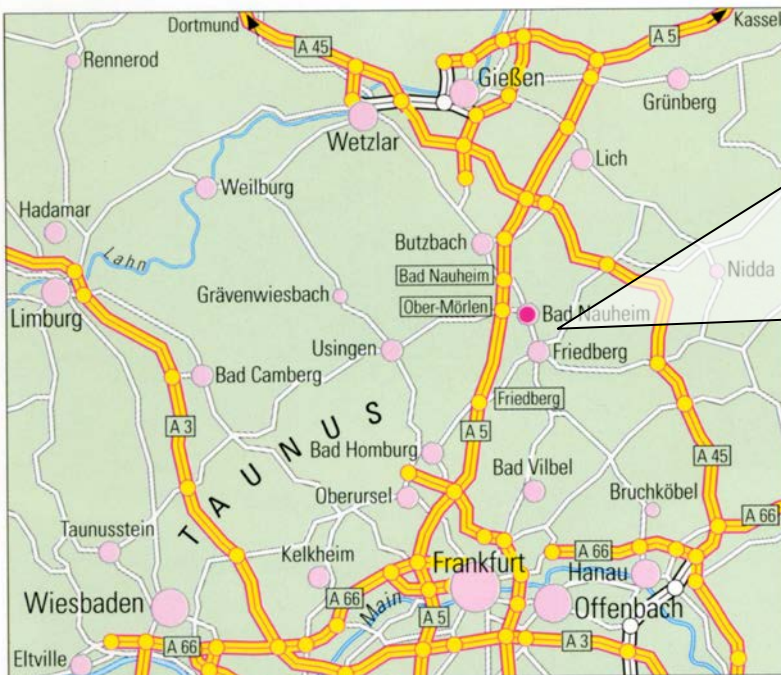 Dortmund
Kassel
A 45
A 5
Rennerod
Gießen
Grünberg
Wetzlar
Lich
Weilburg
Hadamar
Butzbach
Lahn
Bad Nauheim
Nidda
Grävenwiesbach
Ober-Mörlen
Bad Nauheim
Limburg
Usingen
Friedberg
Bad Camberg
Friedberg
A 3
TAUNUS
A 5
Bad Homburg
A 45
Bad Vilbel
Oberursel
Bruchköbel
A 66
Taunusstein
Kelkheim
Frankfurt
A 66
Hanau
Wiesbaden
A 66
Main
Offenbach
A 5
A 66
A 3
Eltville